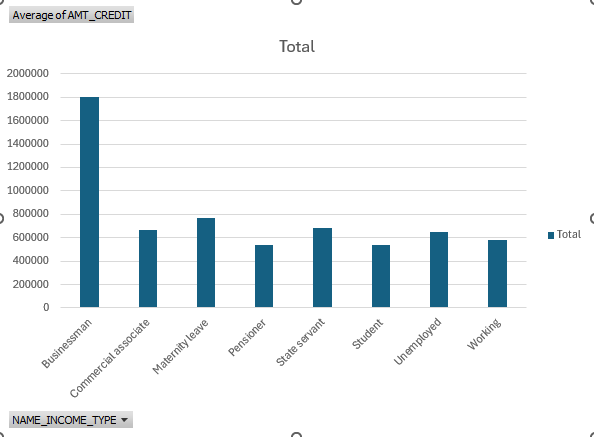 Average of AMT_CREDIT
Total
2000000
1800000
1600000
1400000
1200000
1000000
800000
600000
400000
200000
0
Businessman
Commercial associate
Maternity leave
Pensioner
State servant
Student
Unemployed
Working
Total
NAME_INCOME_TYPE